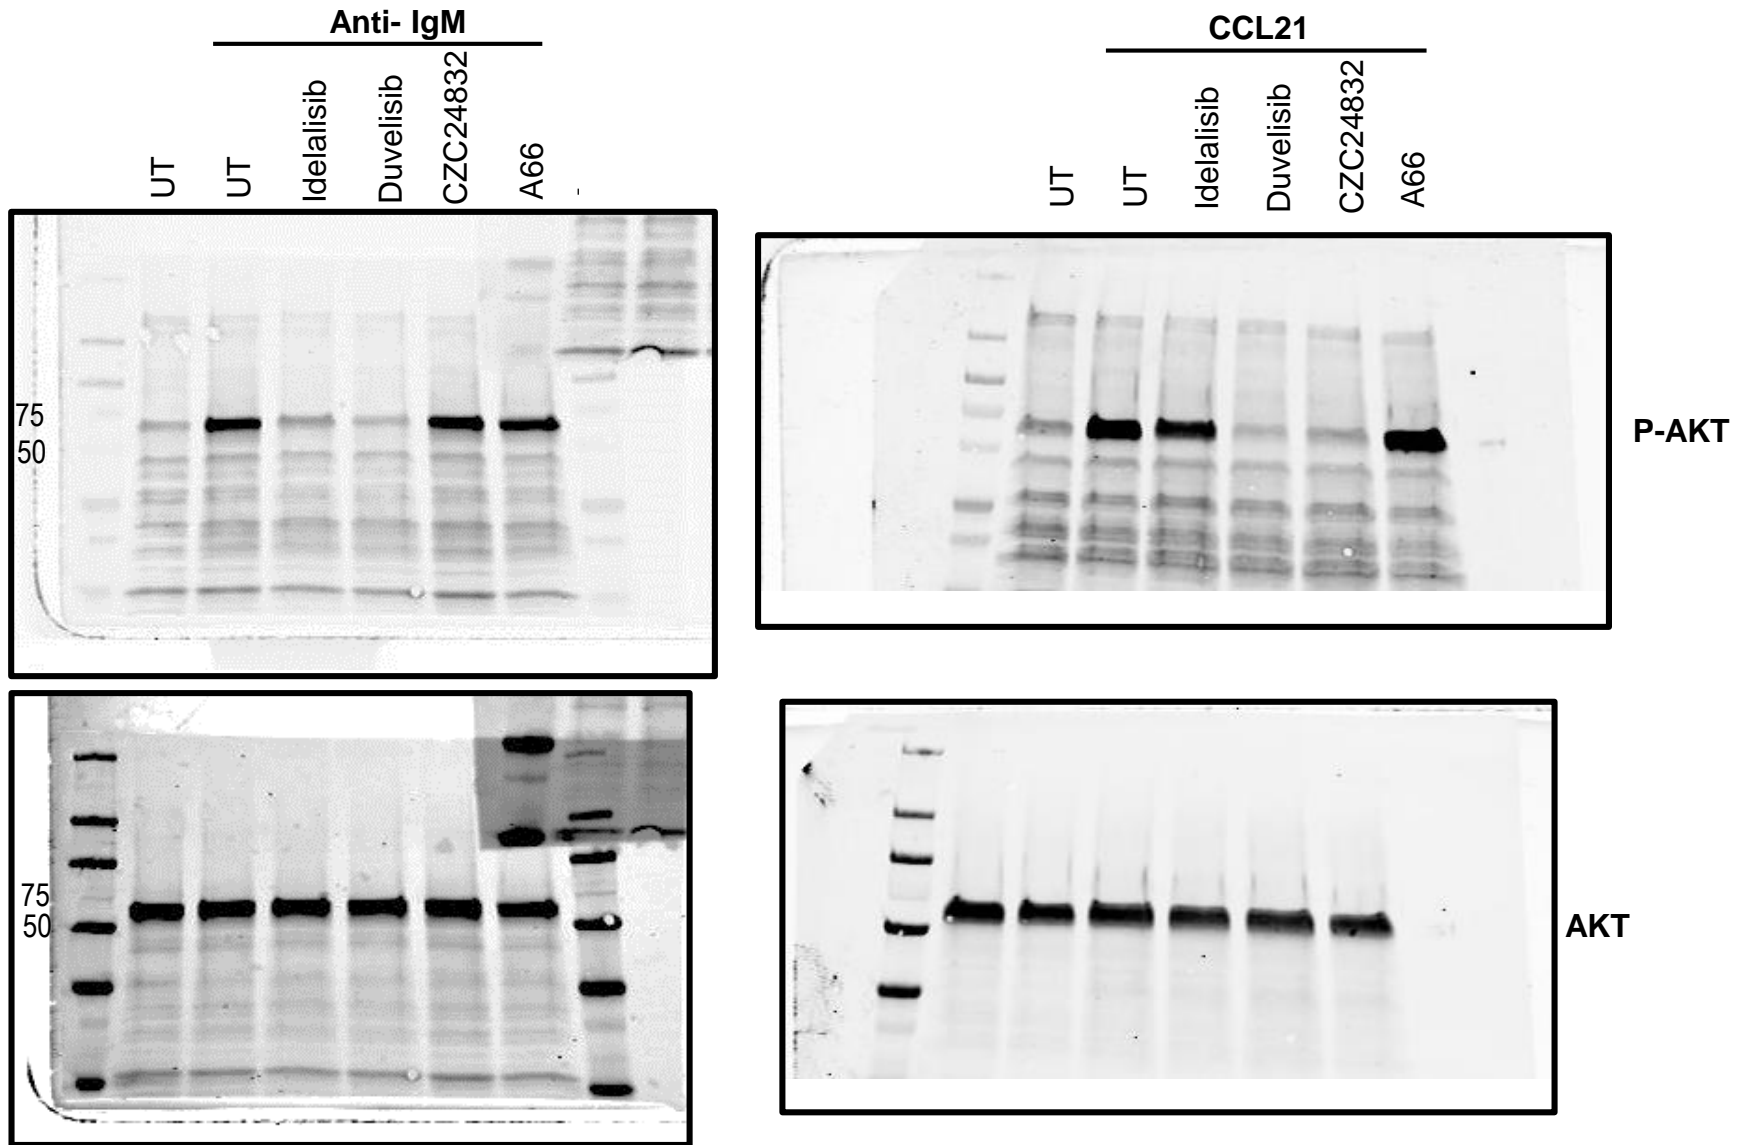 Anti- IgM
UT
UT
Idelalisib
Duvelisib
CZC24832
A66
-
CCL21
UT
UT
Idelalisib
Duvelisib
CZC24832
A66
75
50
P-AKT
75
50
AKT